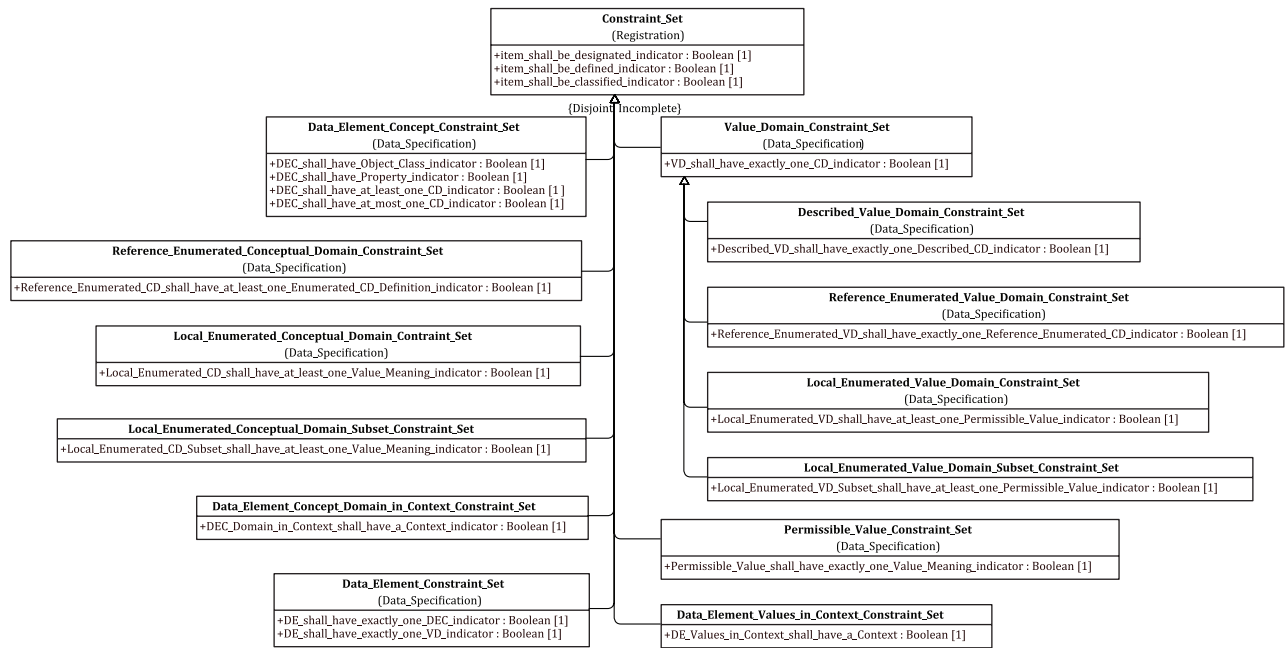 Constraint_Set
(Registration)
+item_shall_be_designated_indicator : Boolean [1]
+item_shall_be_defined_indicator : Boolean [1]
+item_shall_be_classified_indicator : Boolean [1]
{Disjoint, Incomplete}
Data_Element_Concept_Constraint_Set
(Data_Specification)
+DEC_shall_have_Object_Class_indicator : Boolean [1]
+DEC_shall_have_Property_indicator : Boolean [1]
+DEC_shall_have_at_least_one_CD_indicator : Boolean [1]
+DEC_shall_have_at_most_one_CD_indicator : Boolean [1]
Value_Domain_Constraint_Set
(Data_Specification)
+VD_shall_have_exactly_one_CD_indicator : Boolean [1]
Described_Value_Domain_Constraint_Set
(Data_Specification)
+Described_VD_shall_have_exactly_one_Described_CD_indicator : Boolean [1]
Reference_Enumerated_Conceptual_Domain_Constraint_Set
(Data_Specification)
+Reference_Enumerated_CD_shall_have_at_least_one_Enumerated_CD_Definition_indicator : Boolean [1]
Reference_Enumerated_Value_Domain_Constraint_Set
(Data_Specification)
+Reference_Enumerated_VD_shall_have_exactly_one_Reference_Enumerated_CD_indicator : Boolean [1]
Local_Enumerated_Conceptual_Domain_Contraint_Set
(Data_Specification)
+Local_Enumerated_CD_shall_have_at_least_one_Value_Meaning_indicator : Boolean [1]
Local_Enumerated_Value_Domain_Constraint_Set
(Data_Specification)
+Local_Enumerated_VD_shall_have_at_least_one_Permissible_Value_indicator : Boolean [1]
Local_Enumerated_Conceptual_Domain_Subset_Constraint_Set
+Local_Enumerated_CD_Subset_shall_have_at_least_one_Value_Meaning_indicator : Boolean [1]
Local_Enumerated_Value_Domain_Subset_Constraint_Set
+Local_Enumerated_VD_Subset_shall_have_at_least_one_Permissible_Value_indicator : Boolean [1]
Data_Element_Concept_Domain_in_Context_Constraint_Set
+DEC_Domain_in_Context_shall_have_a_Context_indicator : Boolean [1]
Permissible_Value_Constraint_Set
(Data_Specification)
+Permissible_Value_shall_have_exactly_one_Value_Meaning_indicator : Boolean [1]
Data_Element_Constraint_Set
(Data_Specification)
+DE_shall_have_exactly_one_DEC_indicator : Boolean [1]
+DE_shall_have_exactly_one_VD_indicator : Boolean [1]
Data_Element_Values_in_Context_Constraint_Set
+DE_Values_in_Context_shall_have_a_Context : Boolean [1]